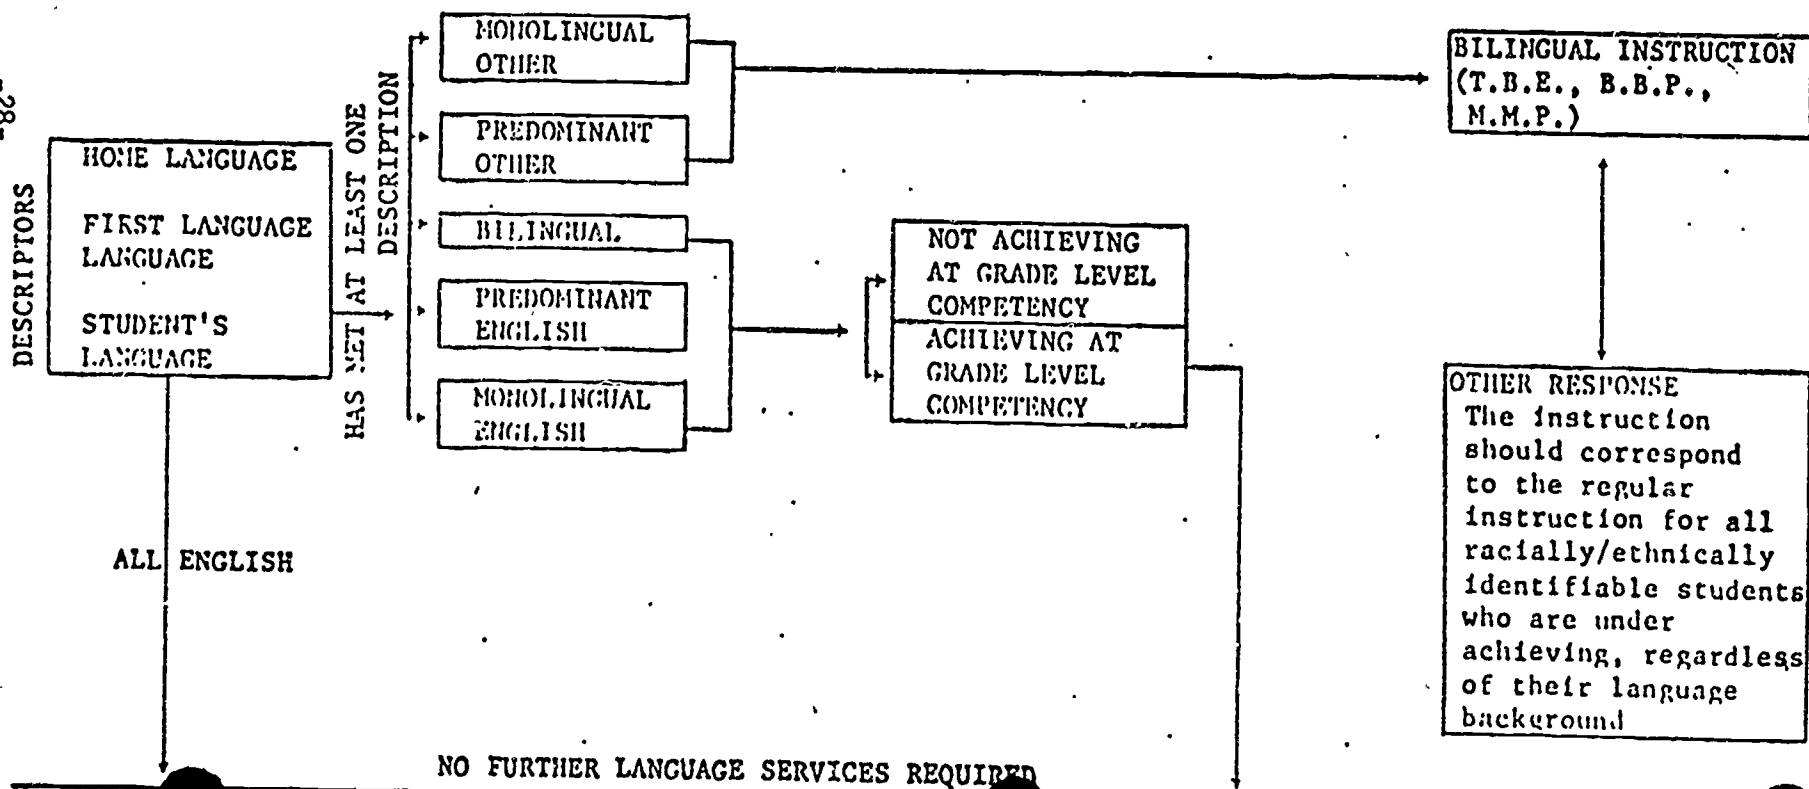 -28-
DESCRIPTORS
HOME LANGUAGE
FIRST LANGUAGE
LANGUAGE
STUDENT'S
LANGUAGE
HAS MET AT LEAST ONE
DESCRIPTION
MONOLINGUAL
OTHER
PREDOMINANT
OTHER
BILINGUAL
PREDOMINANT
ENGLISH
MONOLINGUAL
ENGLISH
NOT ACHIEVING
AT GRADE LEVEL
COMPETENCY
ACHIEVING AT
GRADE LEVEL
COMPETENCY
BILINGUAL INSTRUCTION
(T.B.E., B.B.P.,
M.M.P.)
OTHER RESPONSE
The instruction
should correspond
to the regular
instruction for all
racially/ethnically
identifiable students
who are under
achieving, regardless
of their language
background
ALL ENGLISH
NO FURTHER LANGUAGE SERVICES REQUIRED